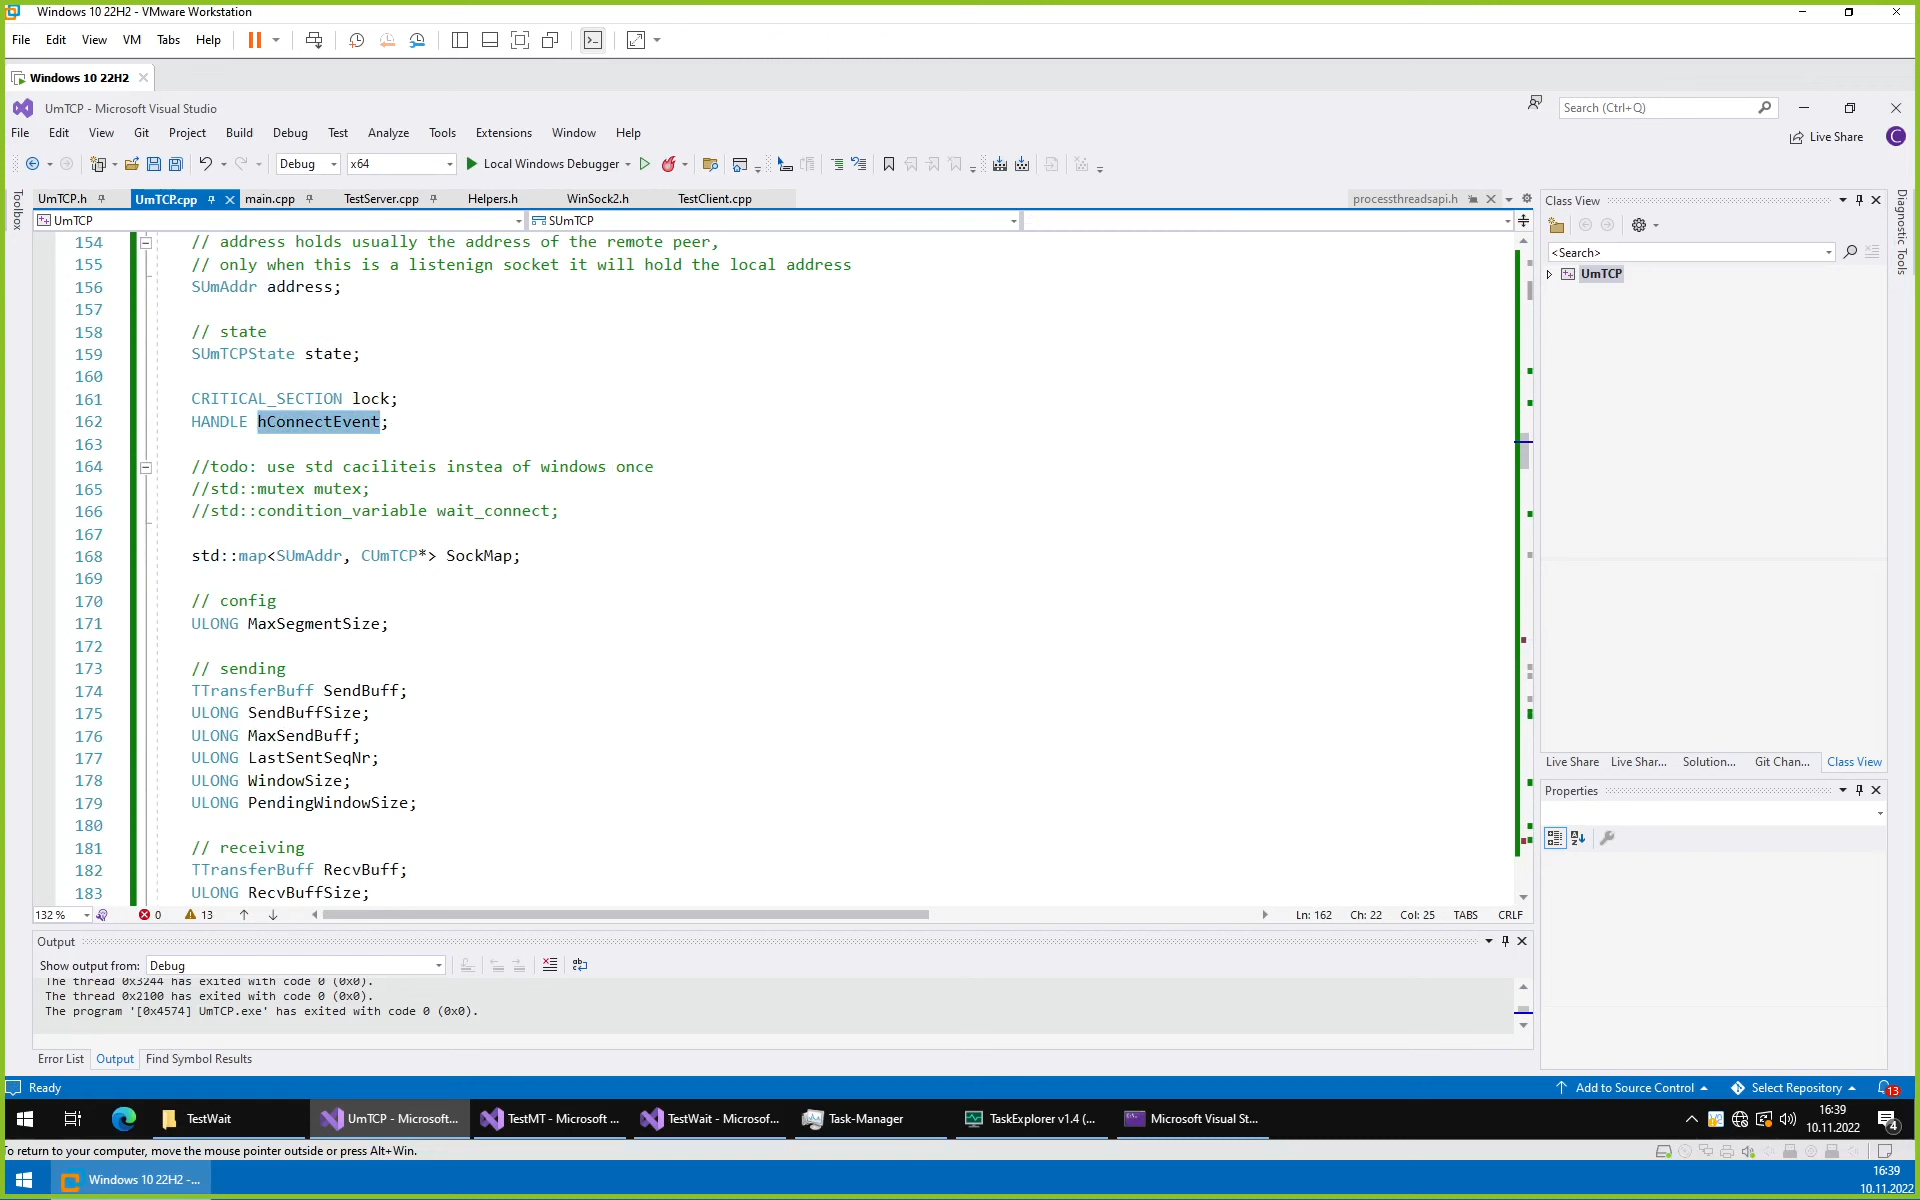 Windows 10 22H2 - VMware Workstation
File Edit View VM Tabs Help
Windows 10 22H2
UmTCP - Microsoft Visual Studio
Search (Ctrl+Q)
File Edit View Git Project Build Debug Test Analyze Tools Extensions Window Help
Live Share
C
Debug x64 Local Windows Debugger
Toolbox
UmTCP.h UmTCP.cpp main.cpp TestServer.cpp Helpers.h WinSock2.h TestClient.cpp processthreadsapi.h
UmTCP SUmTCP
154 // address holds usually the address of the remote peer,
155 // only when this is a listenign socket it will hold the local address
156 SUmAddr address;
157
158 // state
159 SUmTCPState state;
160
161 CRITICAL_SECTION lock;
162 HANDLE hConnectEvent;
163
164 //todo: use std caciliteis instea of windows once
165 //std::mutex mutex;
166 //std::condition_variable wait_connect;
167
168 std::map<SUmAddr, CUmTCP*> SockMap;
169
170 // config
171 ULONG MaxSegmentSize;
172
173 // sending
174 TTransferBuff SendBuff;
175 ULONG SendBuffSize;
176 ULONG MaxSendBuff;
177 ULONG LastSentSeqNr;
178 ULONG WindowSize;
179 ULONG PendingWindowSize;
180
181 // receiving
182 TTransferBuff RecvBuff;
183 ULONG RecvBuffSize;
132 % 0 13 Ln: 162 Ch: 22 Col: 25 TABS CRLF
Class View
<Search>
UmTCP
Live Share Live Shar... Solution... Git Chan... Class View
Properties
Diagnostic Tools
Output
Show output from: Debug
The thread 0x3244 has exited with code 0 (0x0).
The thread 0x2100 has exited with code 0 (0x0).
The program '[0x4574] UmTCP.exe' has exited with code 0 (0x0).
Error List Output Find Symbol Results
Ready Add to Source Control Select Repository 13
TestWait UmTCP - Microsoft... TestMT - Microsoft ... TestWait - Microsof... Task-Manager TaskExplorer v1.4 (... Microsoft Visual St...
16:39
10.11.2022
4
To return to your computer, move the mouse pointer outside or press Alt+Win.
Windows 10 22H2 -...
16:39
10.11.2022